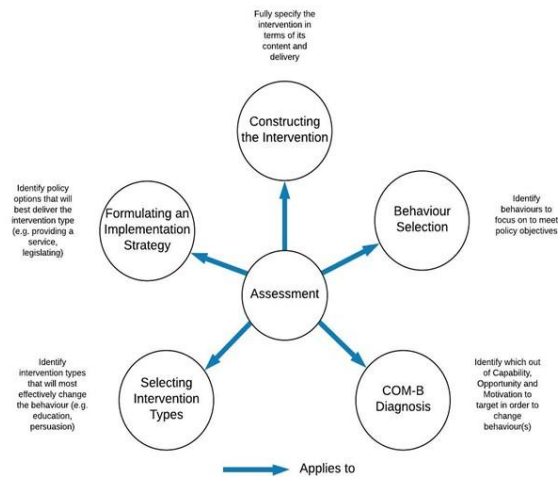 Fully specify the
intervention in
terms of its
content and
delivery
Constructing
the Intervention
Identify policy
options that will
best deliver the
intervention type
(e.g. providing a
service,
legislating)
Formulating an
Implementation
Strategy
Behaviour
Selection
Identify
behaviours to
focus on to meet
policy objectives
Assessment
Identify
intervention types
that will most
effectively change
the behaviour (e.g.
education,
persuasion)
Selecting
Intervention
Types
COM-B
Diagnosis
Identify which out
of Capability,
Opportunity and
Motivation to
target in order to
change
behaviour(s)
Applies to